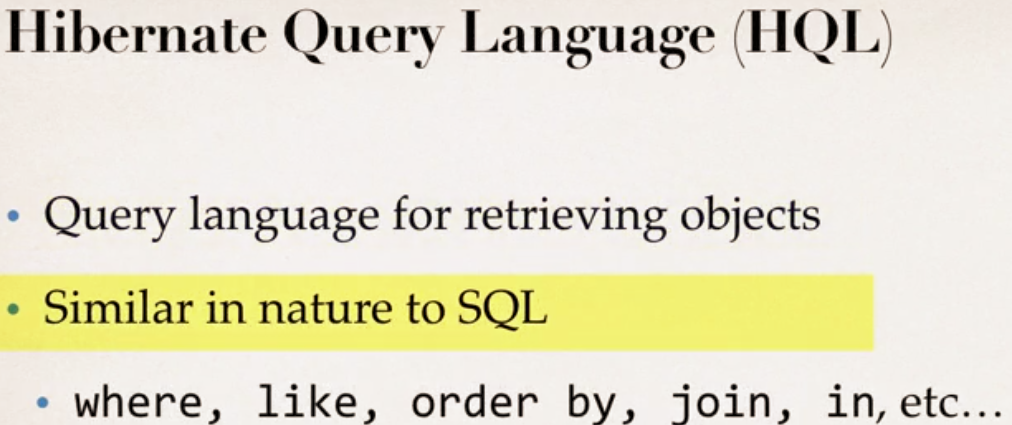 Hibernate Query Language (HQL)
• Query language for retrieving objects
• Similar in nature to SQL
• where, like, order by, join, in, etc...